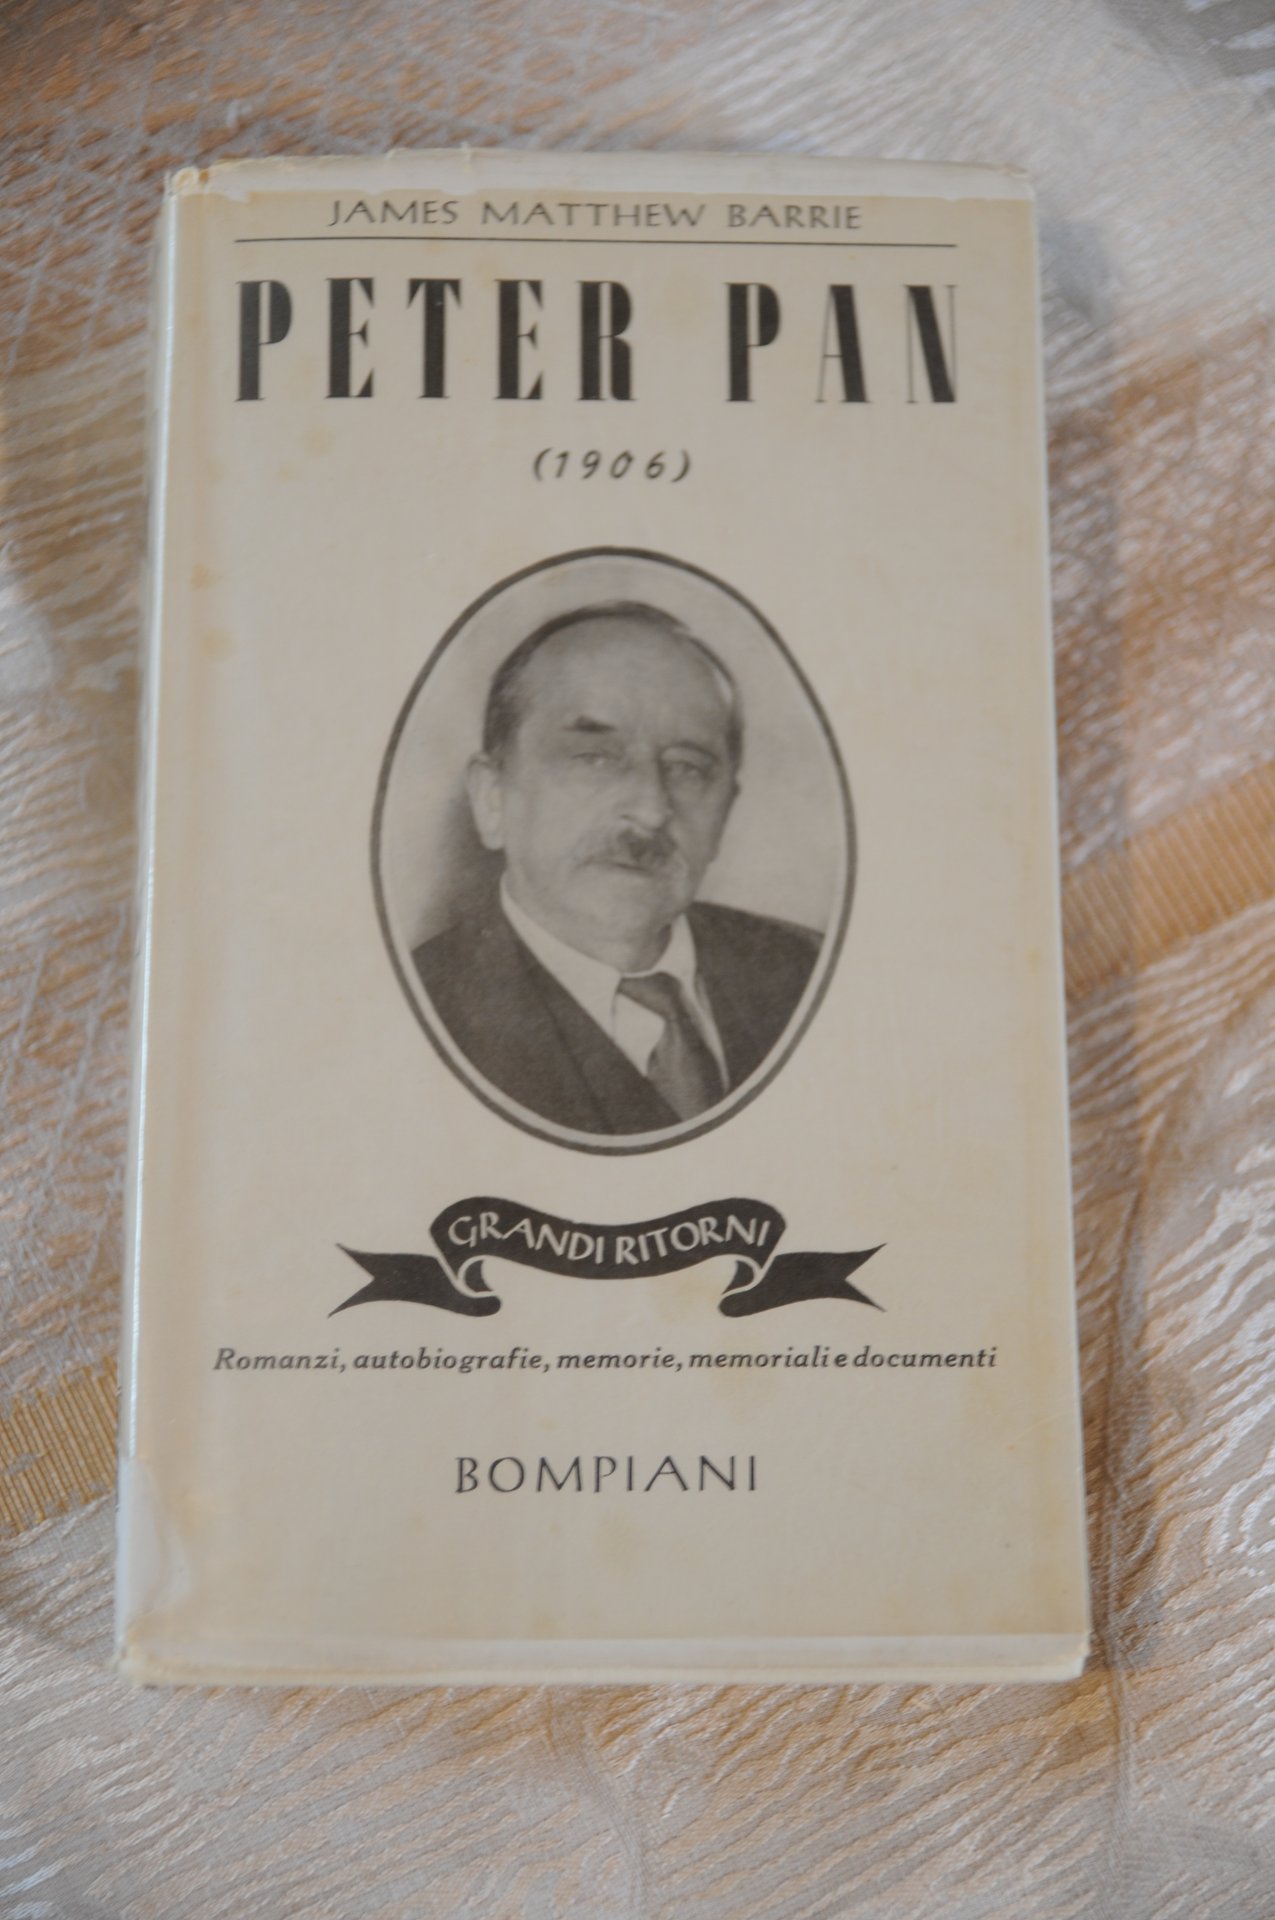 JAMES MATTHEW BARRIE
PETER PAN
(1906)
GRANDI RITORNI
Romanzi, autobiografie, memorie, memoriali e documenti
BOMPIANI